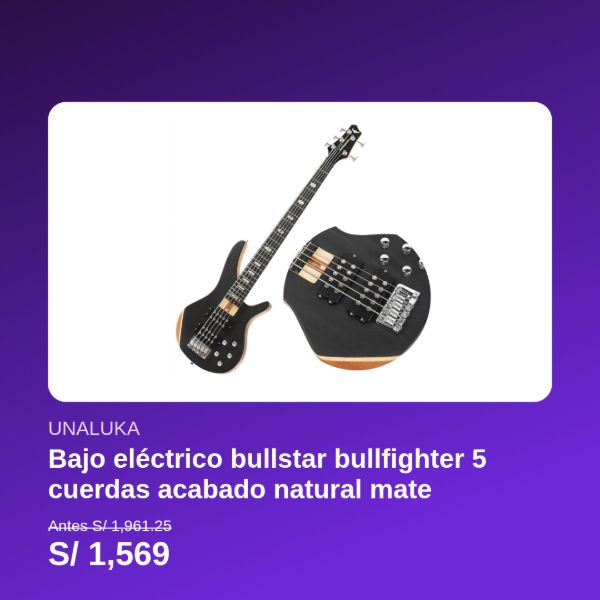 UNALUKA
Bajo eléctrico bullstar bullfighter 5
cuerdas acabado natural mate
Antes S/ 1,961.25
S/ 1,569